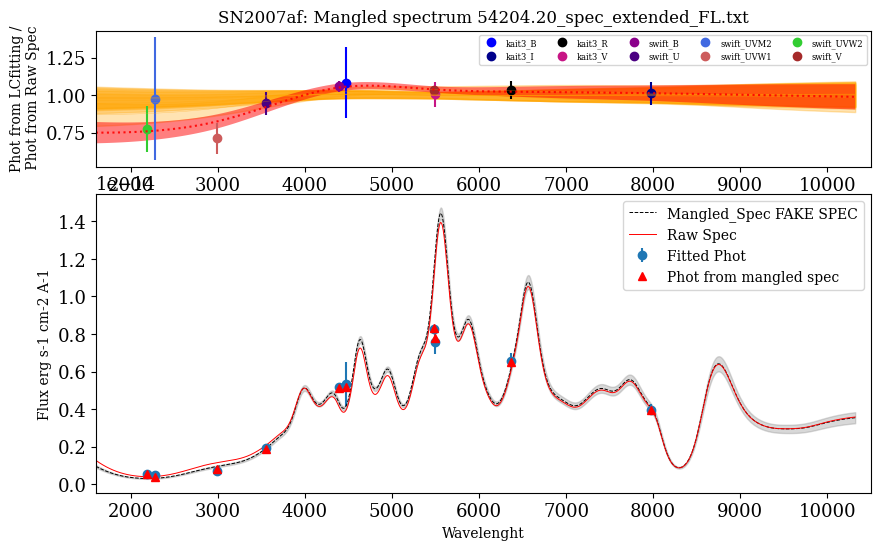 SN2007af: Mangled spectrum 54204.20_spec_extended_FL.txt
Phot from LCfitting /
Phot from Raw Spec
1.25
1.00
0.75
kait3_B kait3_R swift_B swift_UVM2 swift_UVW2
kait3_I kait3_V swift_U swift_UVW1 swift_V
2000 3000 4000 5000 6000 7000 8000 9000 10000
1e−14
Flux erg s-1 cm-2 A-1
1.4
1.2
1.0
0.8
0.6
0.4
0.2
0.0
Mangled_Spec FAKE SPEC
Raw Spec
Fitted Phot
Phot from mangled spec
2000 3000 4000 5000 6000 7000 8000 9000 10000
Wavelenght